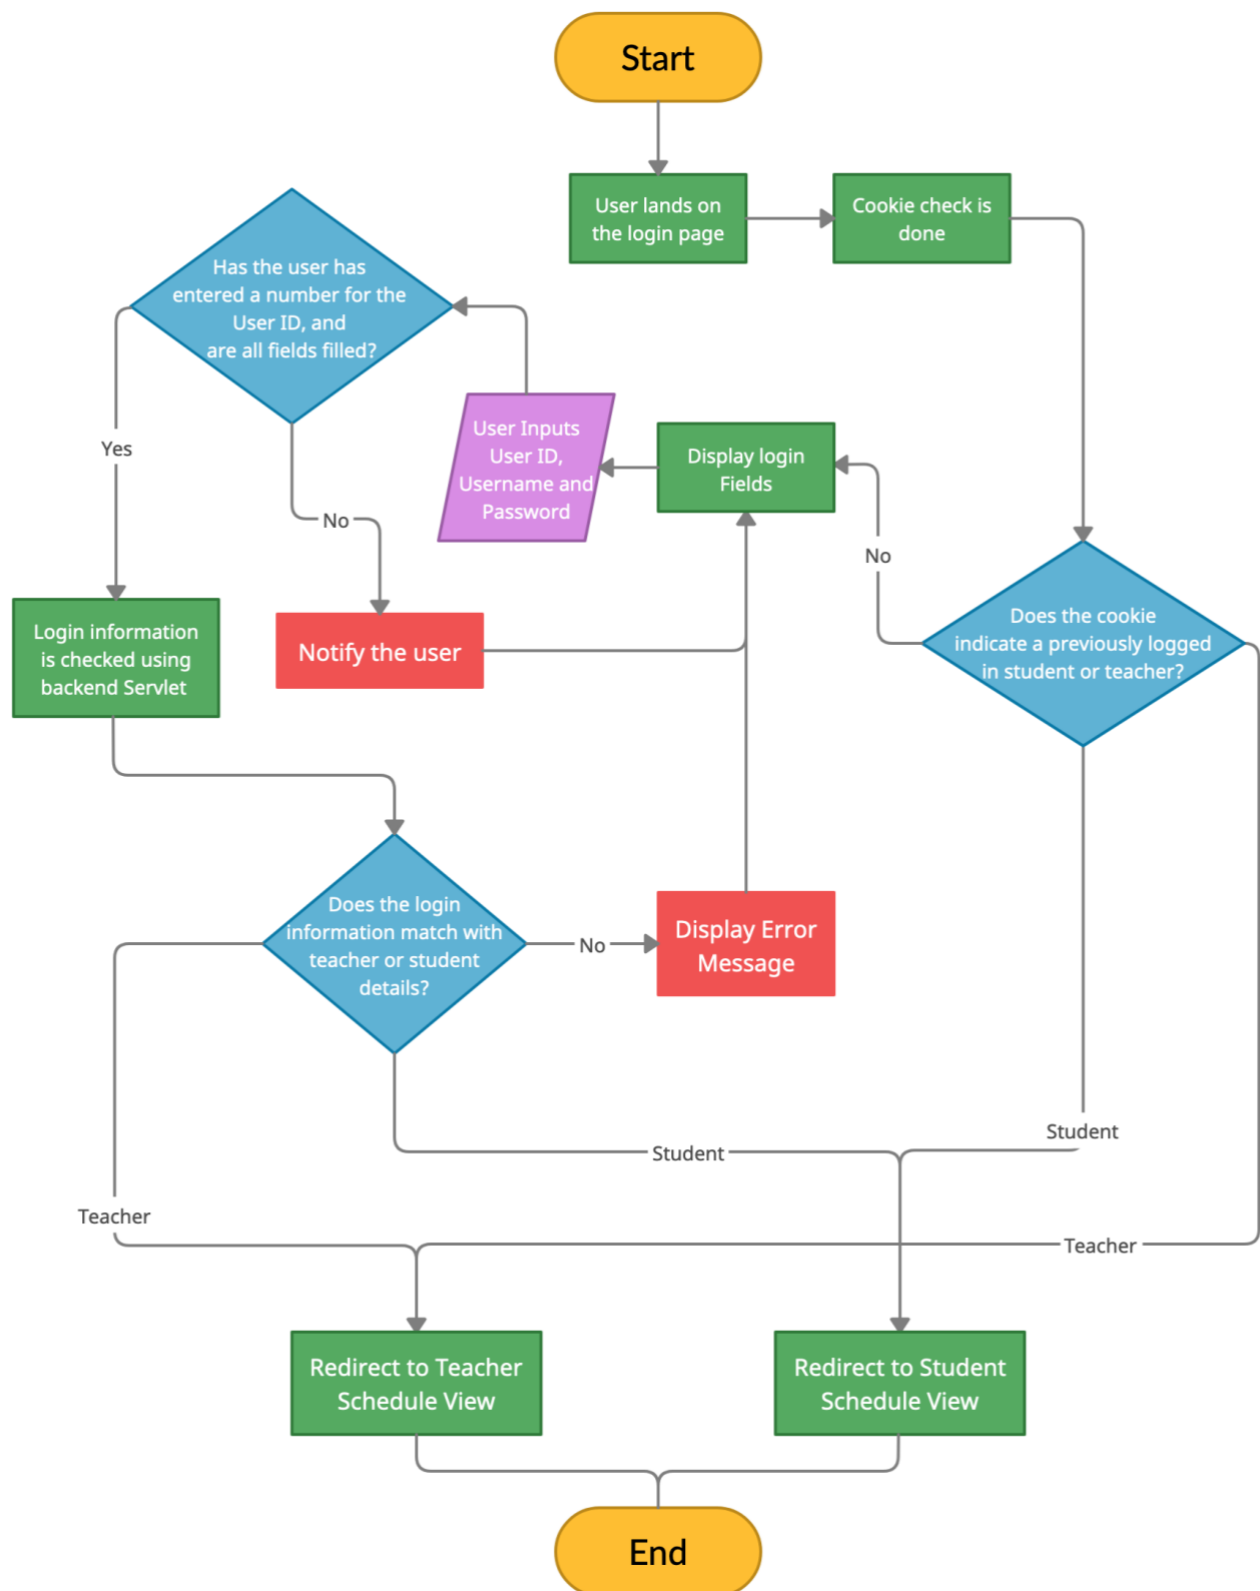 Start
User lands on
the login page
Cookie check is
done
Has the user has
entered a number for the
User ID, and
are all fields filled?
User Inputs
User ID,
Username and
Password
Display login
Fields
Yes
No
No
Does the cookie
indicate a previously logged
in student or teacher?
Login information
is checked using
backend Servlet
Notify the user
Does the login
information match with
teacher or student
details?
No
Display Error
Message
Student
Student
Teacher
Teacher
Redirect to Teacher
Schedule View
Redirect to Student
Schedule View
End